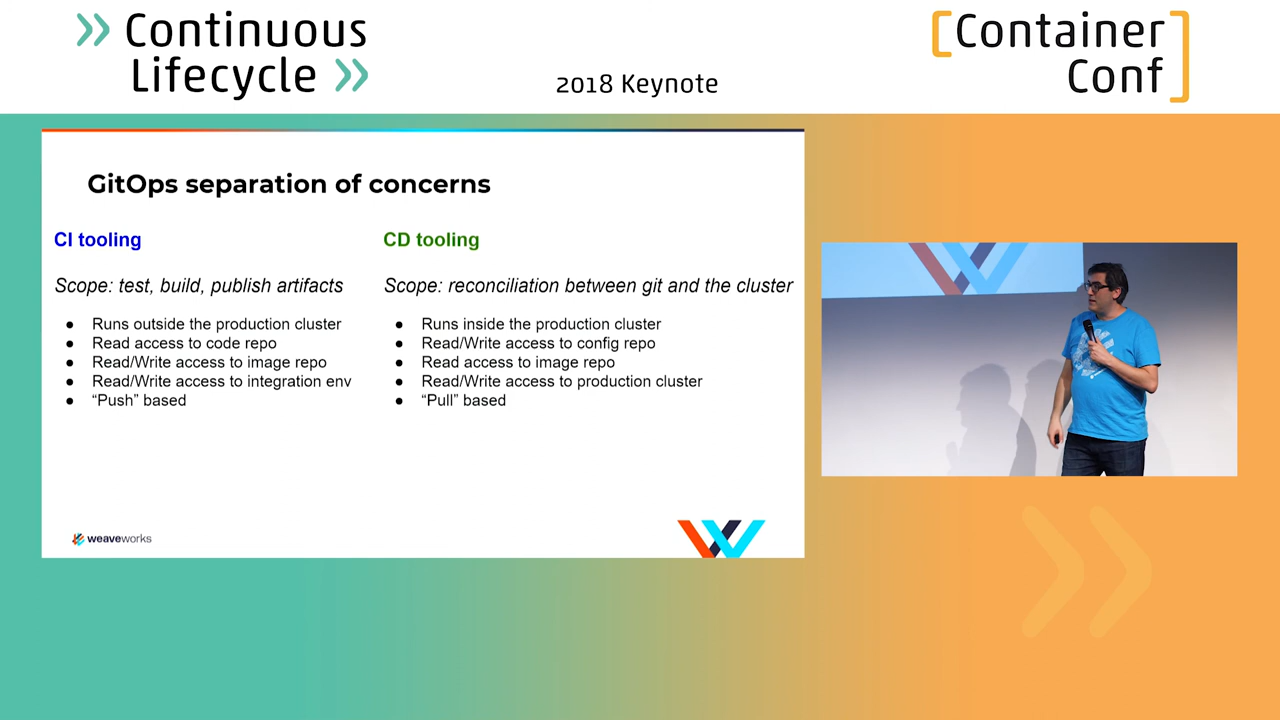 Continuous
Lifecycle
2018 Keynote
Container
Conf
GitOps separation of concerns
CI tooling
Scope: test, build, publish artifacts
● Runs outside the production cluster
● Read access to code repo
● Read/Write access to image repo
● Read/Write access to integration env
● “Push” based
CD tooling
Scope: reconciliation between git and the cluster
● Runs inside the production cluster
● Read/Write access to config repo
● Read access to image repo
● Read/Write access to production cluster
● “Pull” based
weaveworks